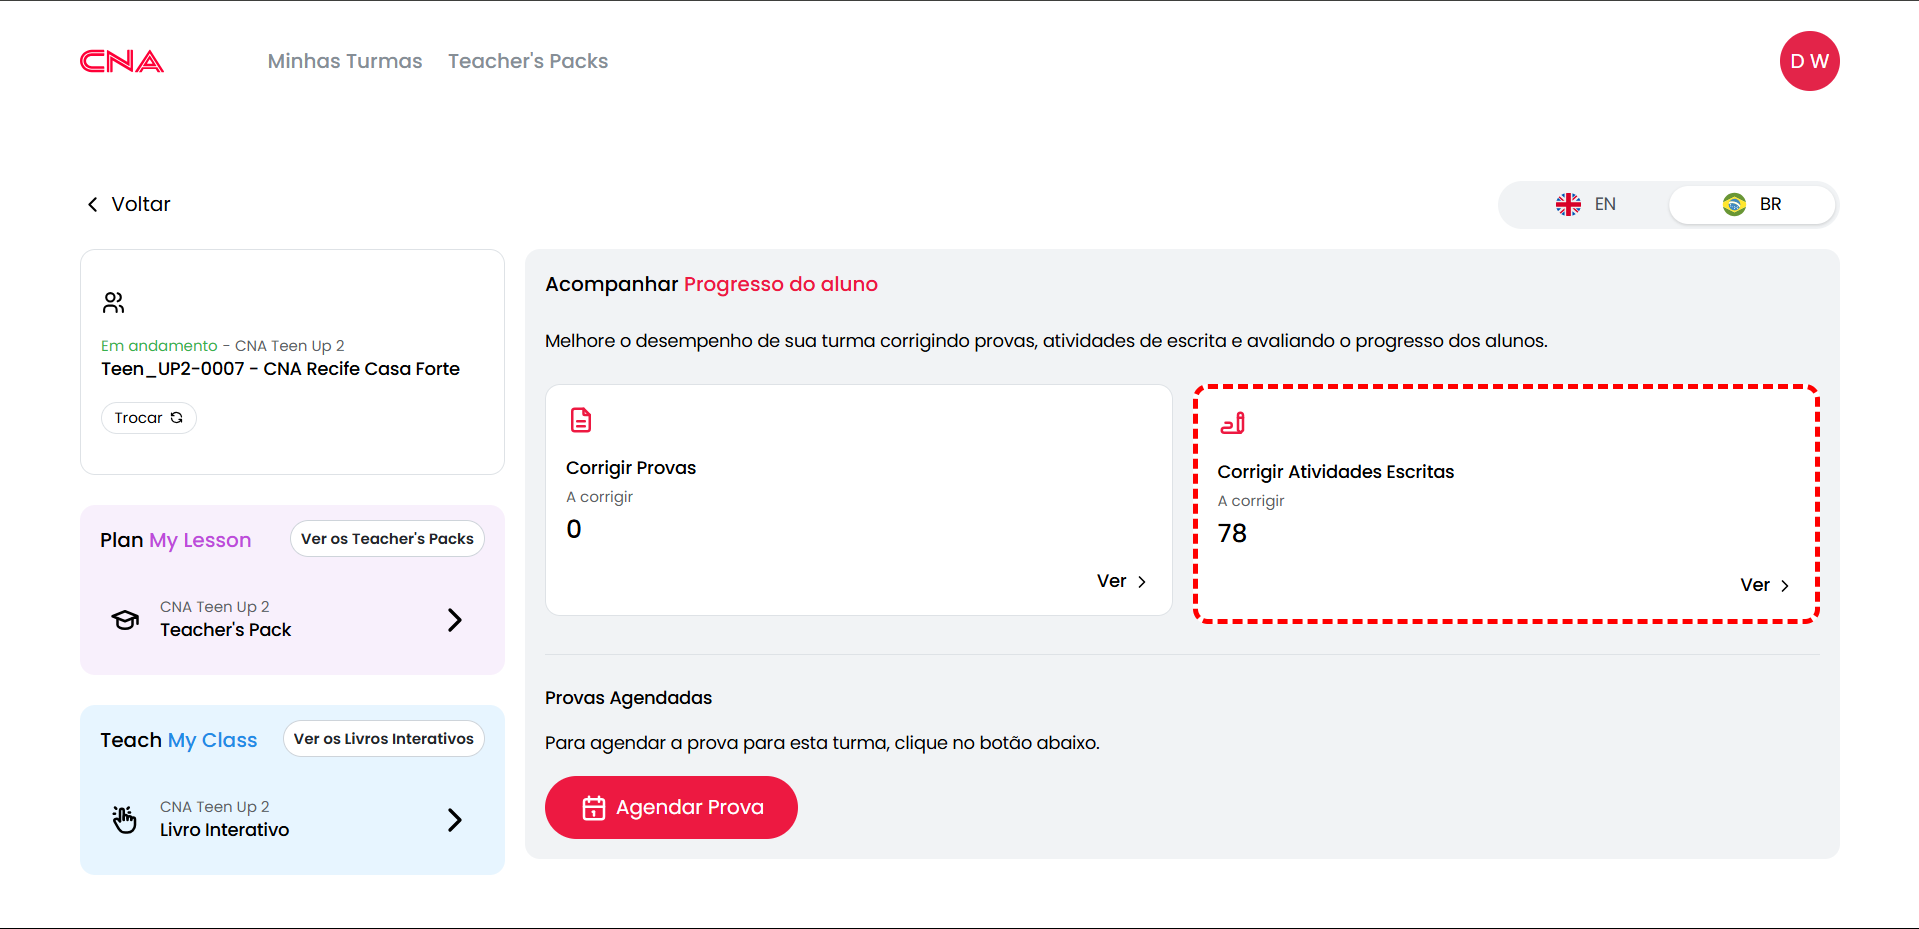 CNA
Minhas Turmas
Teacher's Packs
D W
Voltar
EN
BR
Em andamento - CNA Teen Up 2
Teen_UP2-0007 - CNA Recife Casa Forte
Trocar
Plan My Lesson
Ver os Teacher's Packs
CNA Teen Up 2
Teacher's Pack
Teach My Class
Ver os Livros Interativos
CNA Teen Up 2
Livro Interativo
Acompanhar Progresso do aluno
Melhore o desempenho de sua turma corrigindo provas, atividades de escrita e avaliando o progresso dos alunos.
Corrigir Provas
A corrigir
0
Ver
Corrigir Atividades Escritas
A corrigir
78
Ver
Provas Agendadas
Para agendar a prova para esta turma, clique no botão abaixo.
Agendar Prova